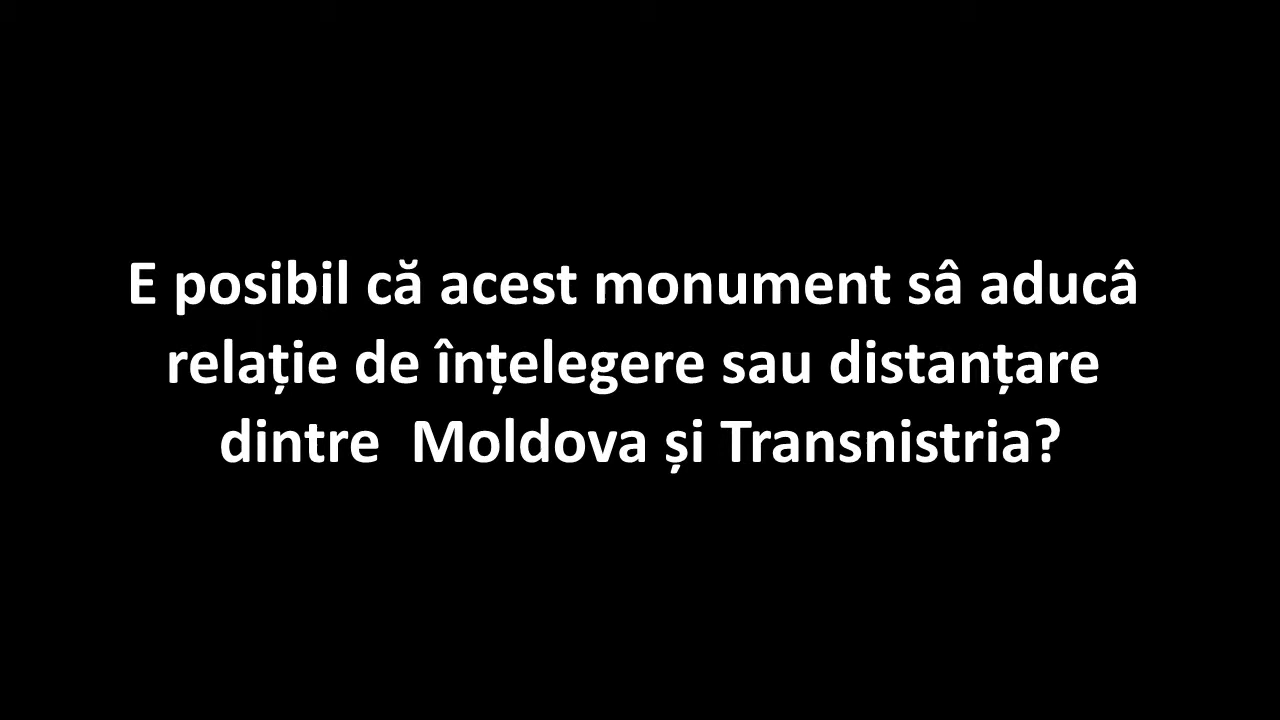 E posibil că acest monument sâ aducâ
relație de înțelegere sau distanțare
dintre  Moldova și Transnistria?